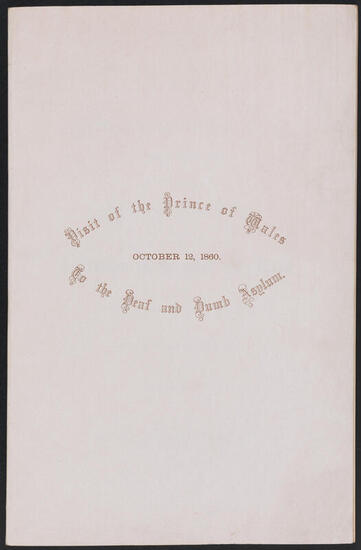 Visit of the Prince of Wales
OCTOBER 12, 1860.
To the Deaf and Dumb Asylum.